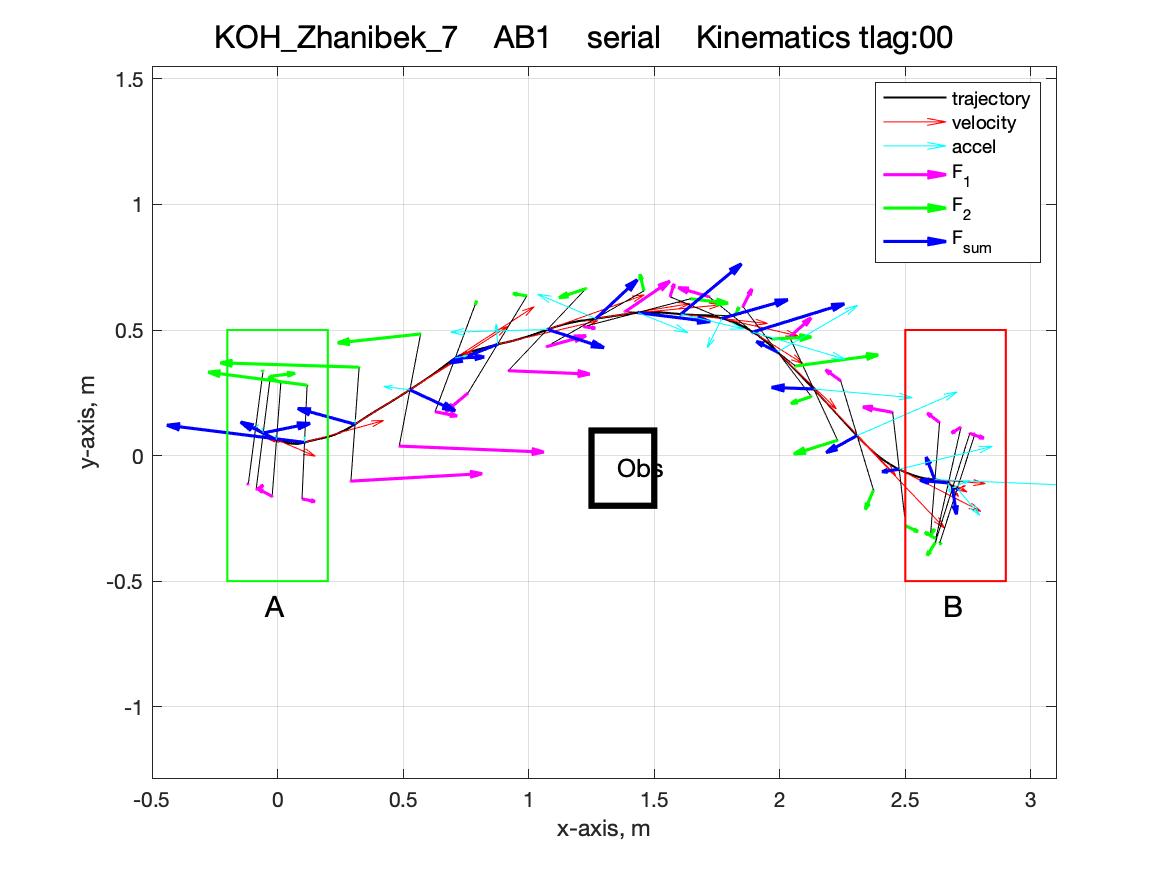 KOH_Zhanibek_7 AB1 serial Kinematics tlag:00
1.5
1
0.5
0
-0.5
-1
y-axis, m
trajectory
velocity
accel
F1
F2
Fsum
Obs
A
B
-0.5 0 0.5 1 1.5 2 2.5 3
x-axis, m